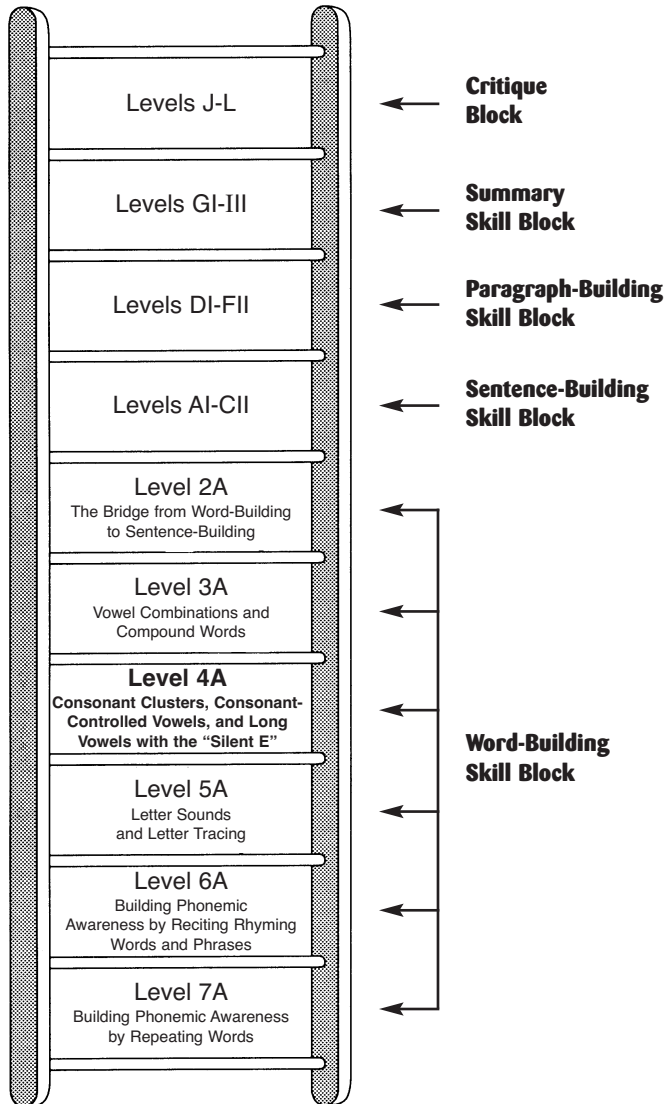 Levels J-L
Critique
Block
Levels GI-III
Summary
Skill Block
Levels DI-FII
Paragraph-Building
Skill Block
Levels AI-CII
Sentence-Building
Skill Block
Level 2A
The Bridge from Word-Building
to Sentence-Building
Level 3A
Vowel Combinations and
Compound Words
Level 4A
Consonant Clusters, Consonant-
Controlled Vowels, and Long
Vowels with the “Silent E”
Level 5A
Letter Sounds
and Letter Tracing
Level 6A
Building Phonemic
Awareness by Reciting Rhyming
Words and Phrases
Level 7A
Building Phonemic Awareness
by Repeating Words
Word-Building
Skill Block